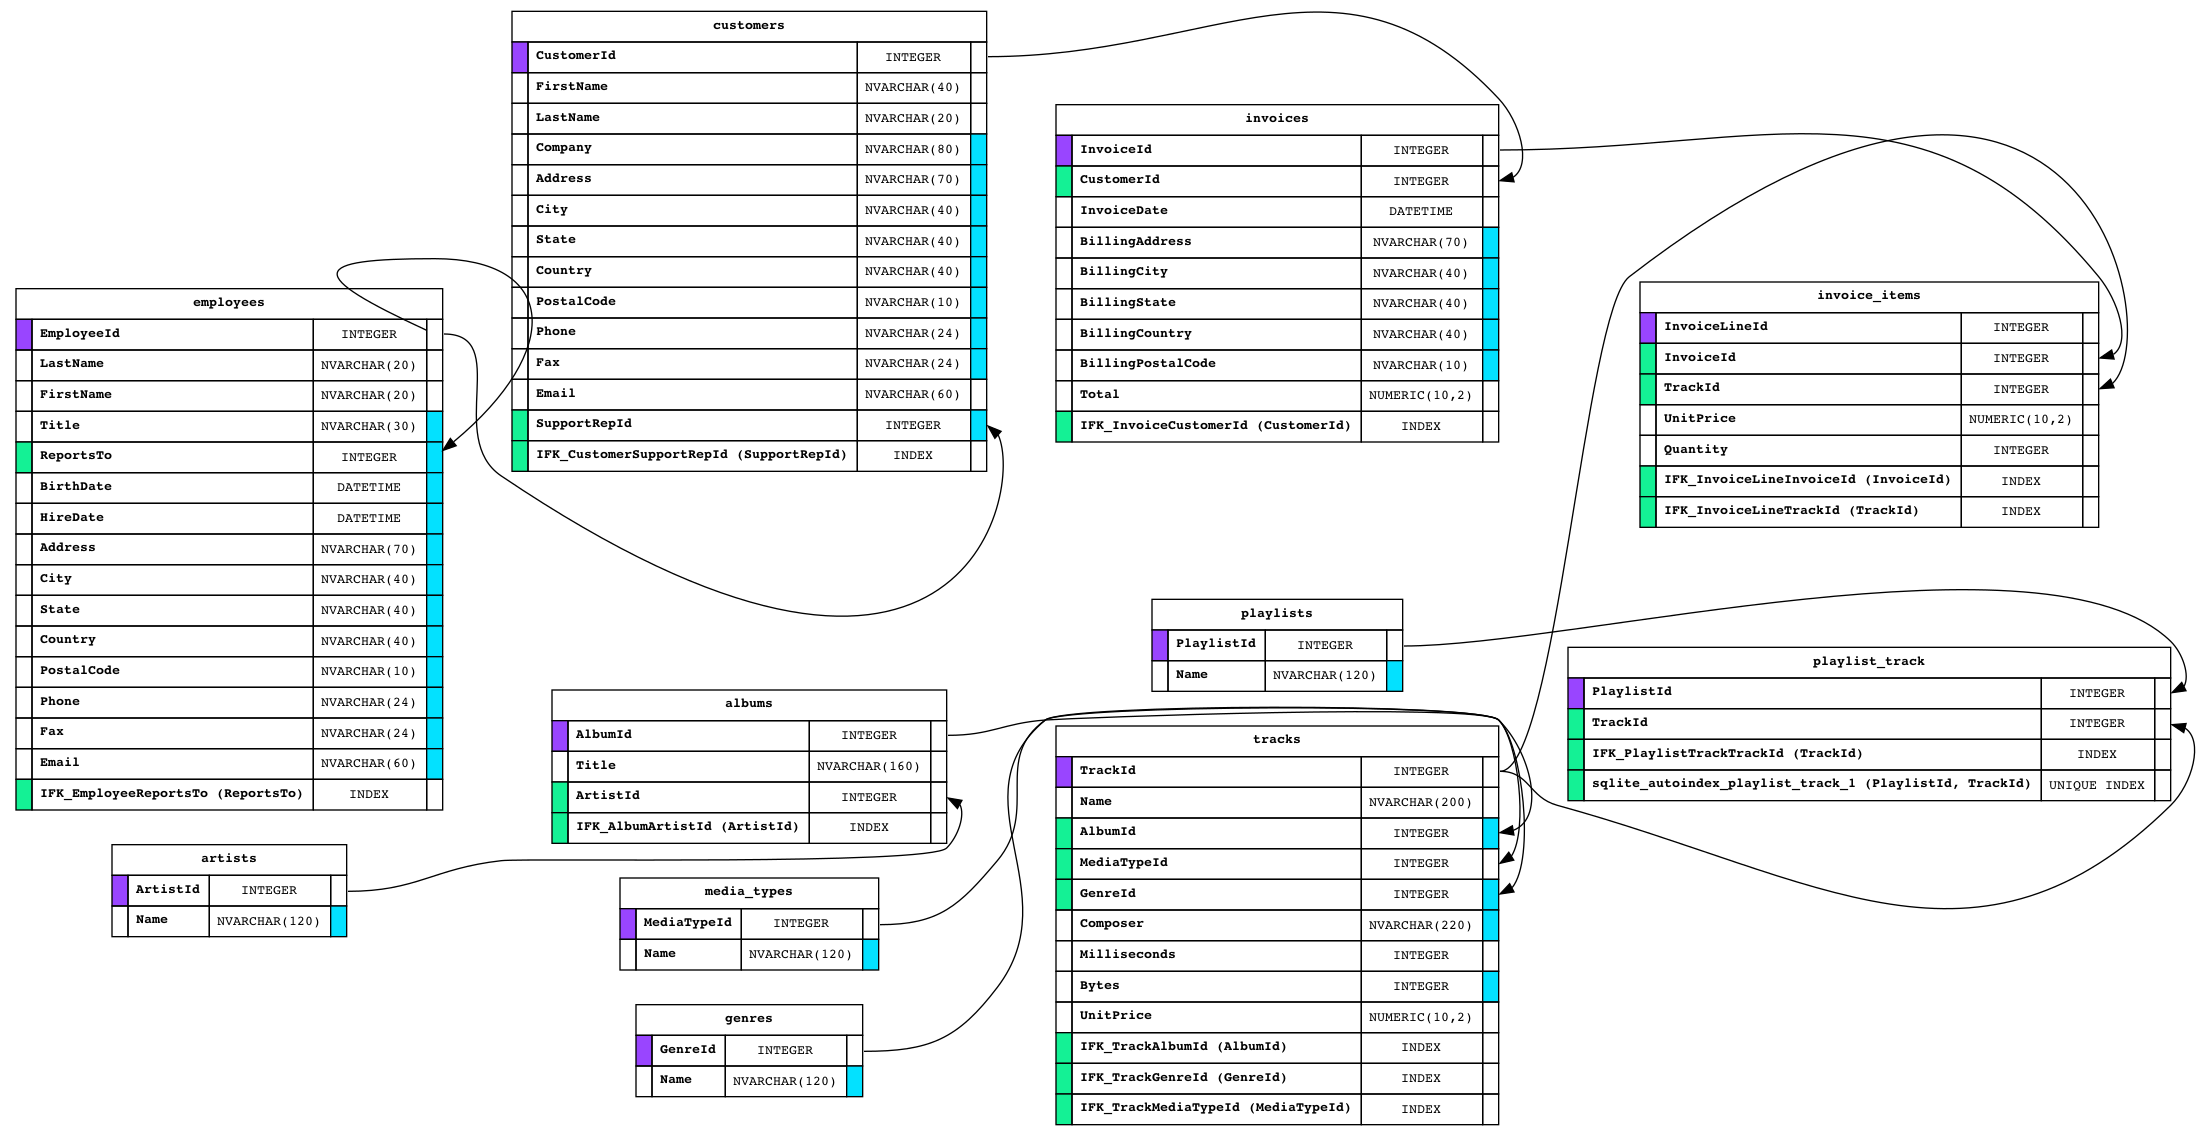 customers
CustomerId INTEGER
FirstName NVARCHAR(40)
LastName NVARCHAR(20)
Company NVARCHAR(80)
Address NVARCHAR(70)
City NVARCHAR(40)
State NVARCHAR(40)
Country NVARCHAR(40)
PostalCode NVARCHAR(10)
Phone NVARCHAR(24)
Fax NVARCHAR(24)
Email NVARCHAR(60)
SupportRepId INTEGER
IFK_CustomerSupportRepId (SupportRepId) INDEX
invoices
InvoiceId INTEGER
CustomerId INTEGER
InvoiceDate DATETIME
BillingAddress NVARCHAR(70)
BillingCity NVARCHAR(40)
BillingState NVARCHAR(40)
BillingCountry NVARCHAR(40)
BillingPostalCode NVARCHAR(10)
Total NUMERIC(10,2)
IFK_InvoiceCustomerId (CustomerId) INDEX
invoice_items
InvoiceLineId INTEGER
InvoiceId INTEGER
TrackId INTEGER
UnitPrice NUMERIC(10,2)
Quantity INTEGER
IFK_InvoiceLineInvoiceId (InvoiceId) INDEX
IFK_InvoiceLineTrackId (TrackId) INDEX
employees
EmployeeId INTEGER
LastName NVARCHAR(20)
FirstName NVARCHAR(20)
Title NVARCHAR(30)
ReportsTo INTEGER
BirthDate DATETIME
HireDate DATETIME
Address NVARCHAR(70)
City NVARCHAR(40)
State NVARCHAR(40)
Country NVARCHAR(40)
PostalCode NVARCHAR(10)
Phone NVARCHAR(24)
Fax NVARCHAR(24)
Email NVARCHAR(60)
IFK_EmployeeReportsTo (ReportsTo) INDEX
playlists
PlaylistId INTEGER
Name NVARCHAR(120)
playlist_track
PlaylistId INTEGER
TrackId INTEGER
IFK_PlaylistTrackTrackId (TrackId) INDEX
sqlite_autoindex_playlist_track_1 (PlaylistId, TrackId) UNIQUE INDEX
albums
AlbumId INTEGER
Title NVARCHAR(160)
ArtistId INTEGER
IFK_AlbumArtistId (ArtistId) INDEX
tracks
TrackId INTEGER
Name NVARCHAR(200)
AlbumId INTEGER
MediaTypeId INTEGER
GenreId INTEGER
Composer NVARCHAR(220)
Milliseconds INTEGER
Bytes INTEGER
UnitPrice NUMERIC(10,2)
IFK_TrackAlbumId (AlbumId) INDEX
IFK_TrackGenreId (GenreId) INDEX
IFK_TrackMediaTypeId (MediaTypeId) INDEX
artists
ArtistId INTEGER
Name NVARCHAR(120)
media_types
MediaTypeId INTEGER
Name NVARCHAR(120)
genres
GenreId INTEGER
Name NVARCHAR(120)